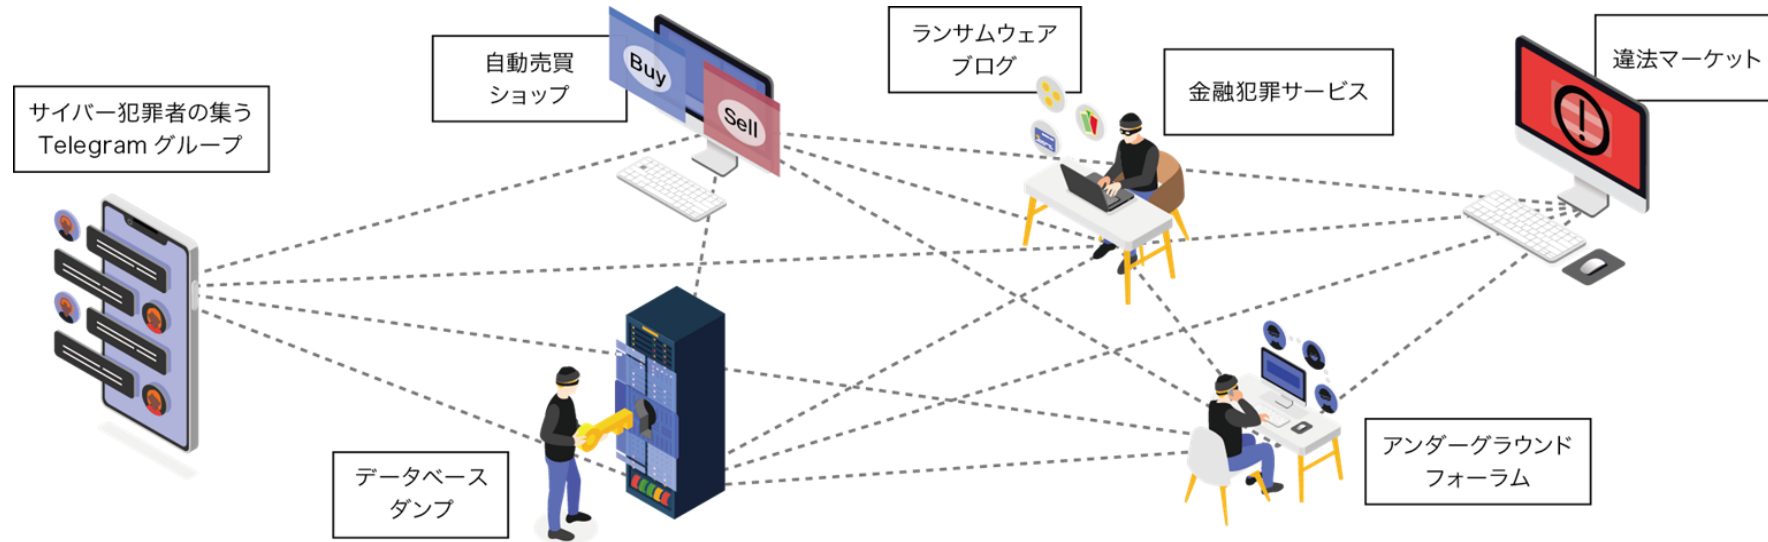 サイバー犯罪者の集う
Telegram グループ
自動売買
ショップ
Buy
Sell
ランサムウェア
ブログ
金融犯罪サービス
違法マーケット
データベース
ダンプ
アンダーグラウンド
フォーラム